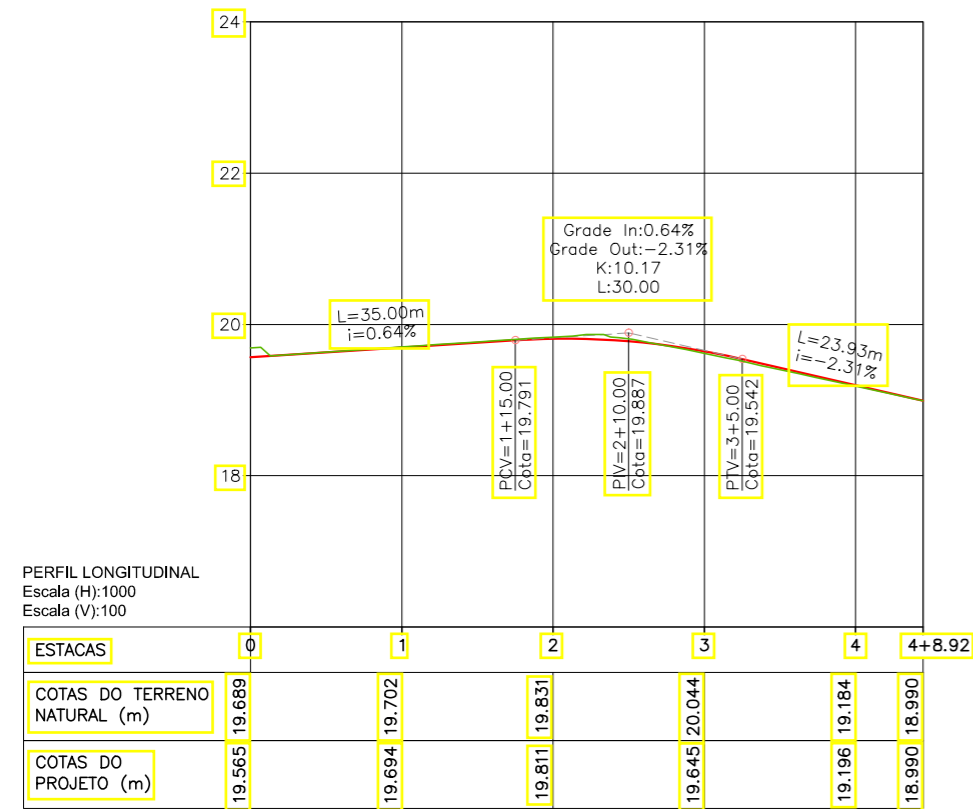 24
22
20
18
Grade In:0.64%
Grade Out:-2.31%
K:10.17
L:30.00
L=35.00m
i=0.64%
L=23.93m
i=-2.31%
PCV=1+15.00
Cota=19.791
PIV=2+10.00
Cota=19.887
PTV=3+5.00
Cota=19.542
PERFIL LONGITUDINAL
Escala (H):1000
Escala (V):100
ESTACAS 0 1 2 3 4 4+8.92
COTAS DO TERRENO
NATURAL (m)
19.689 19.702 19.831 20.044 19.184 18.990
COTAS DO
PROJETO (m)
19.565 19.694 19.811 19.645 19.196 18.990